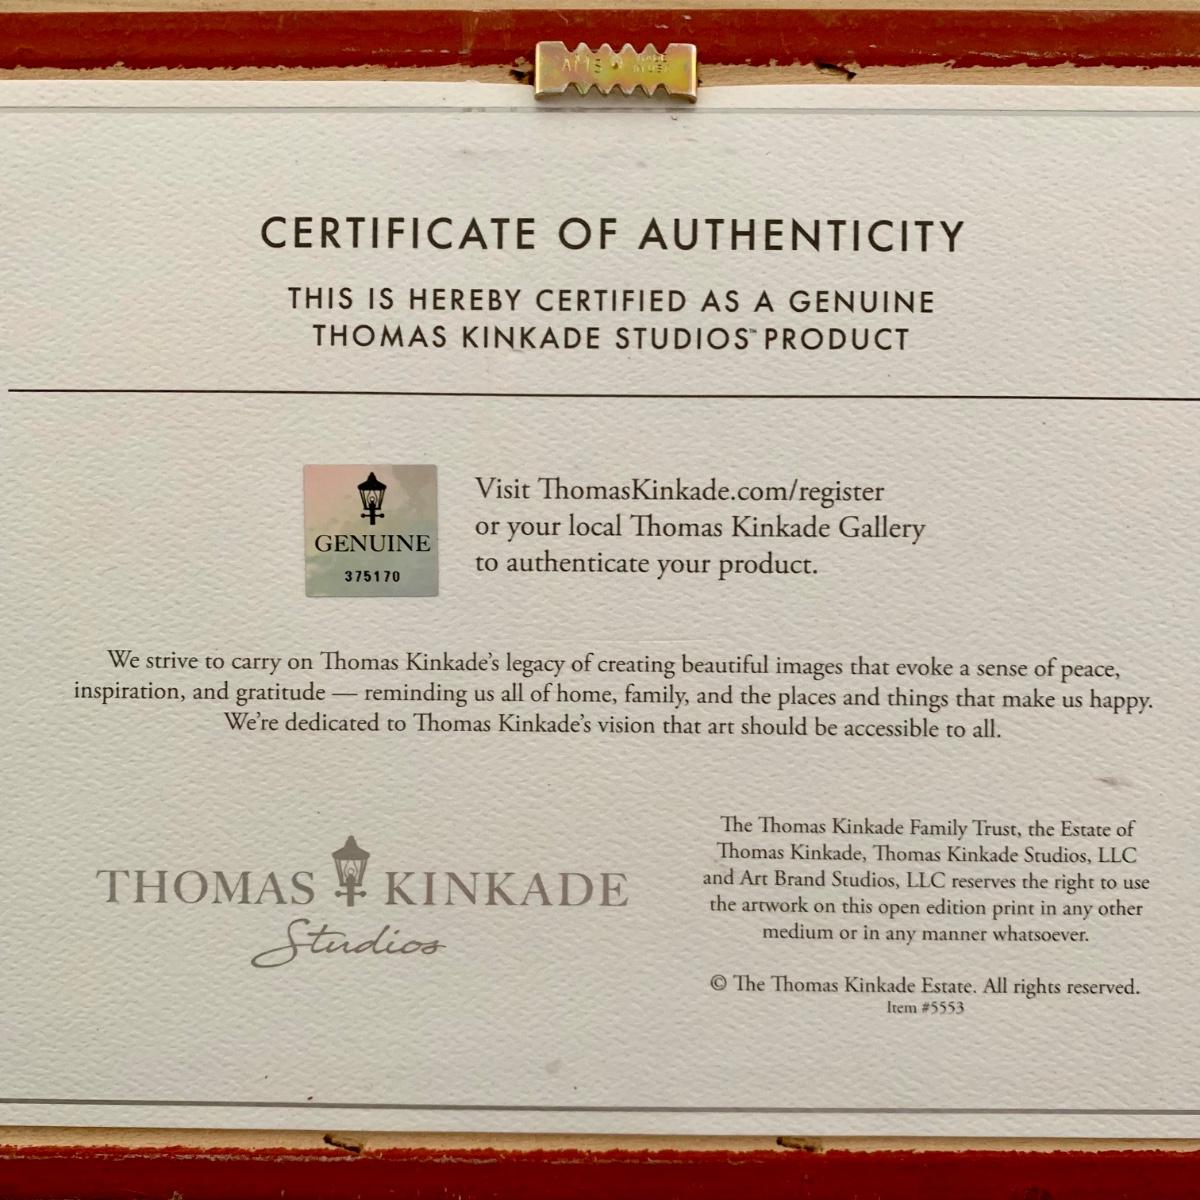 CERTIFICATE OF AUTHENTICITY
THIS IS HEREBY CERTIFIED AS A GENUINE
THOMAS KINKADE STUDIOS™ PRODUCT
GENUINE
375170
Visit ThomasKinkade.com/register
or your local Thomas Kinkade Gallery
to authenticate your product.
We strive to carry on Thomas Kinkade's legacy of creating beautiful images that evoke a sense of peace,
inspiration, and gratitude — reminding us all of home, family, and the places and things that make us happy.
We're dedicated to Thomas Kinkade's vision that art should be accessible to all.
THOMAS KINKADE
Studios
The Thomas Kinkade Family Trust, the Estate of
Thomas Kinkade, Thomas Kinkade Studios, LLC
and Art Brand Studios, LLC reserves the right to use
the artwork on this open edition print in any other
medium or in any manner whatsoever.
© The Thomas Kinkade Estate. All rights reserved.
Item #5553